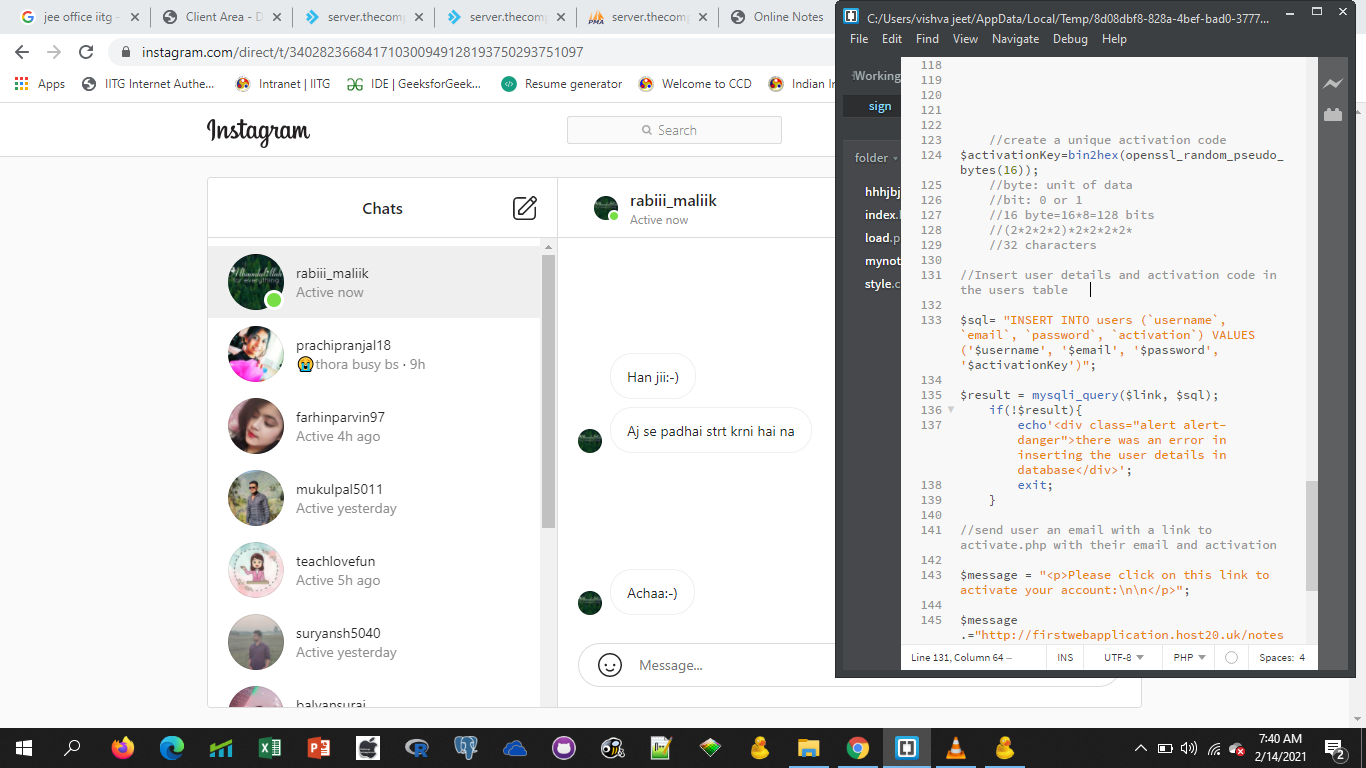 jee office iitg -
Client Area - D
server.thecomp
server.thecomp
server.thecomp
Online Notes
instagram.com/direct/t/340282366841710300949128193750293751097
Apps
IITG Internet Authe...
Intranet | IITG
IDE | GeeksforGeek...
Resume generator
Welcome to CCD
Indian In
Instagram
Search
Chats
rabiii_maliik
Active now
rabiii_maliik
Active now
prachipranjal18
😭thora busy bs · 9h
farhinparvin97
Active 4h ago
mukulpal5011
Active yesterday
teachlovefun
Active 5h ago
suryansh5040
Active yesterday
balyansuraj
Han jii:-)
Aj se padhai strt krni hai na
Achaa:-)
Message...
C:/Users/vishva jeet/AppData/Local/Temp/8d08dbf8-828a-4bef-bad0-3777...
File Edit Find View Navigate Debug Help
Working
sign
folder
hhhjbj
index.
load.p
mynot
style.c
118
119
120
121
122
123 //create a unique activation code
124 $activationKey=bin2hex(openssl_random_pseudo_
bytes(16));
125 //byte: unit of data
126 //bit: 0 or 1
127 //16 byte=16*8=128 bits
128 //(2*2*2*2)*2*2*2*2*
129 //32 characters
130
131 //Insert user details and activation code in
the users table
132
133 $sql= "INSERT INTO users (`username`,
`email`, `password`, `activation`) VALUES
('$username', '$email', '$password',
'$activationKey')";
134
135 $result = mysqli_query($link, $sql);
136 if(!$result){
137 echo'<div class="alert alert-
danger">there was an error in
inserting the user details in
database</div>';
138 exit;
139 }
140
141 //send user an email with a link to
activate.php with their email and activation
142
143 $message = "<p>Please click on this link to
activate your account:\n\n</p>";
144
145 $message
.="http://firstwebapplication.host20.uk/notes
Line 131, Column 64 –
INS
UTF-8
PHP
Spaces: 4
7:40 AM
2/14/2021
2